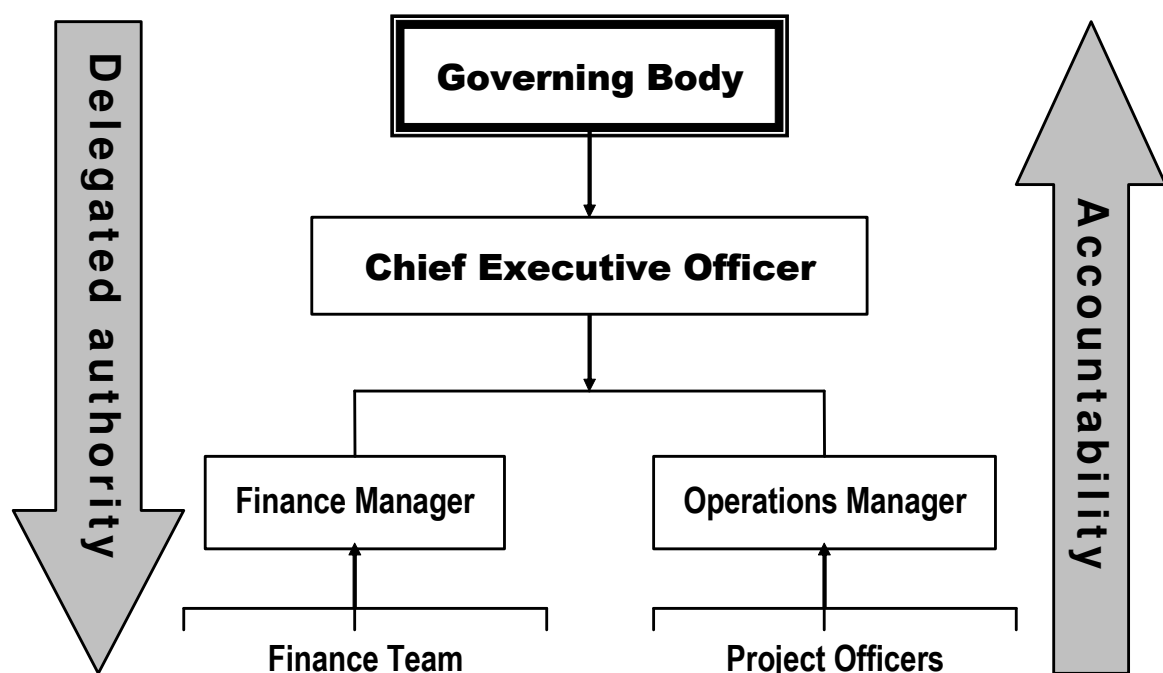 Governing Body
Delegated authority
Accountability
Chief Executive Officer
Finance Manager
Operations Manager
Finance Team
Project Officers